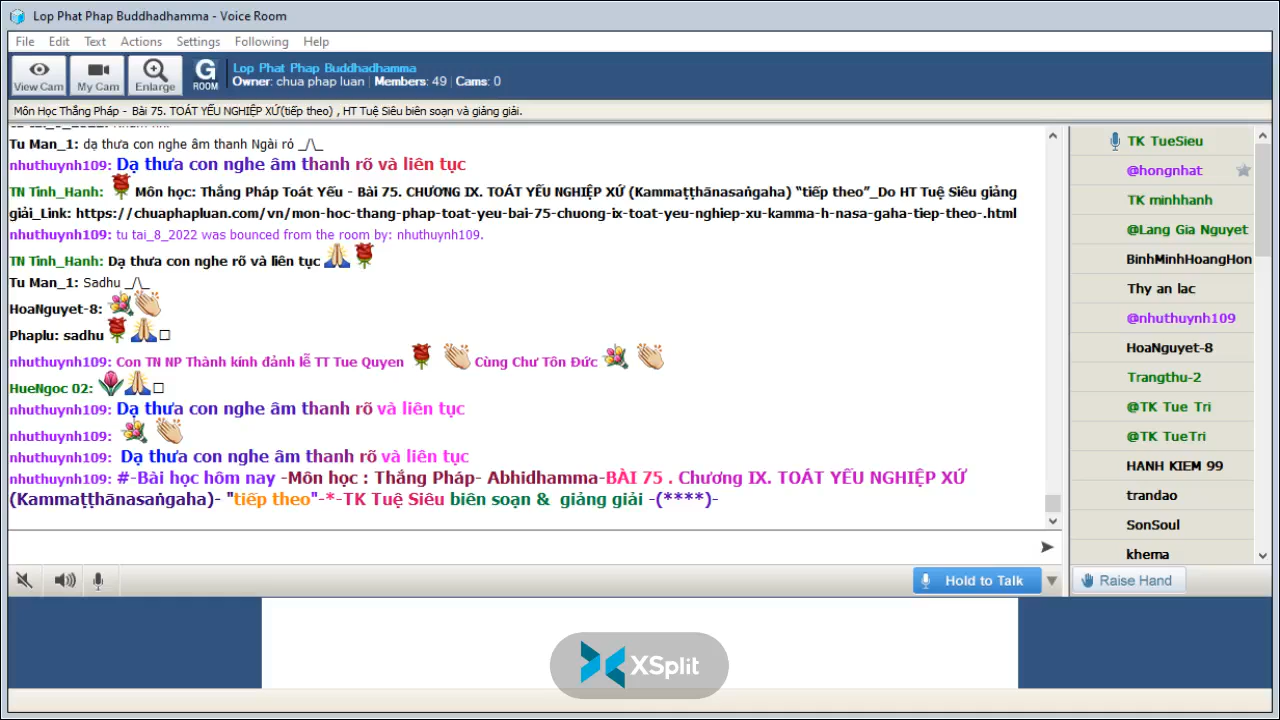 Lop Phat Phap Buddhadhamma - Voice Room
File Edit Text Actions Settings Following Help
View Cam My Cam Enlarge G ROOM
Lop Phat Phap Buddhadhamma
Owner: chua phap luan | Members: 49 | Cams: 0
Môn Học Thắng Pháp - Bài 75. TOÁT YẾU NGHIỆP XỨ(tiếp theo) , HT Tuệ Siêu biên soạn và giảng giải.
Tu Man_1: dạ thưa con nghe âm thanh Ngài rỏ _/\_
nhuthuynh109: Dạ thưa con nghe âm thanh rõ và liên tục
TN Tinh_Hanh: Môn học: Thắng Pháp Toát Yếu - Bài 75. CHƯƠNG IX. TOÁT YẾU NGHIỆP XỨ (Kammaṭṭhānasaṅgaha) “tiếp theo”_Do HT Tuệ Siêu giảng
giải_Link: https://chuaphapluan.com/vn/mon-hoc-thang-phap-toat-yeu-bai-75-chuong-ix-toat-yeu-nghiep-xu-kamma-h-nasa-gaha-tiep-theo-.html
nhuthuynh109: tu tai_8_2022 was bounced from the room by: nhuthuynh109.
TN Tinh_Hanh: Dạ thưa con nghe rõ và liên tục
Tu Man_1: Sadhu _/\_
HoaNguyet-8:
Phaplu: sadhu
nhuthuynh109: Con TN NP Thành kính đảnh lễ TT Tue Quyen Cùng Chư Tôn Đức
HueNgoc 02:
nhuthuynh109: Dạ thưa con nghe âm thanh rõ và liên tục
nhuthuynh109:
nhuthuynh109: Dạ thưa con nghe âm thanh rõ và liên tục
nhuthuynh109: #-Bài học hôm nay -Môn học : Thắng Pháp- Abhidhamma-BÀI 75 . Chương IX. TOÁT YẾU NGHIỆP XỨ
(Kammaṭṭhānasaṅgaha)- "tiếp theo"-*-TK Tuệ Siêu biên soạn & giảng giải -(****)-
TK TueSieu
@hongnhat
TK minhhanh
@Lang Gia Nguyet
BinhMinhHoangHon
Thy an lac
@nhuthuynh109
HoaNguyet-8
Trangthu-2
@TK Tue Tri
@TK TueTri
HANH KIEM 99
trandao
SonSoul
khema
Hold to Talk
Raise Hand
XSplit